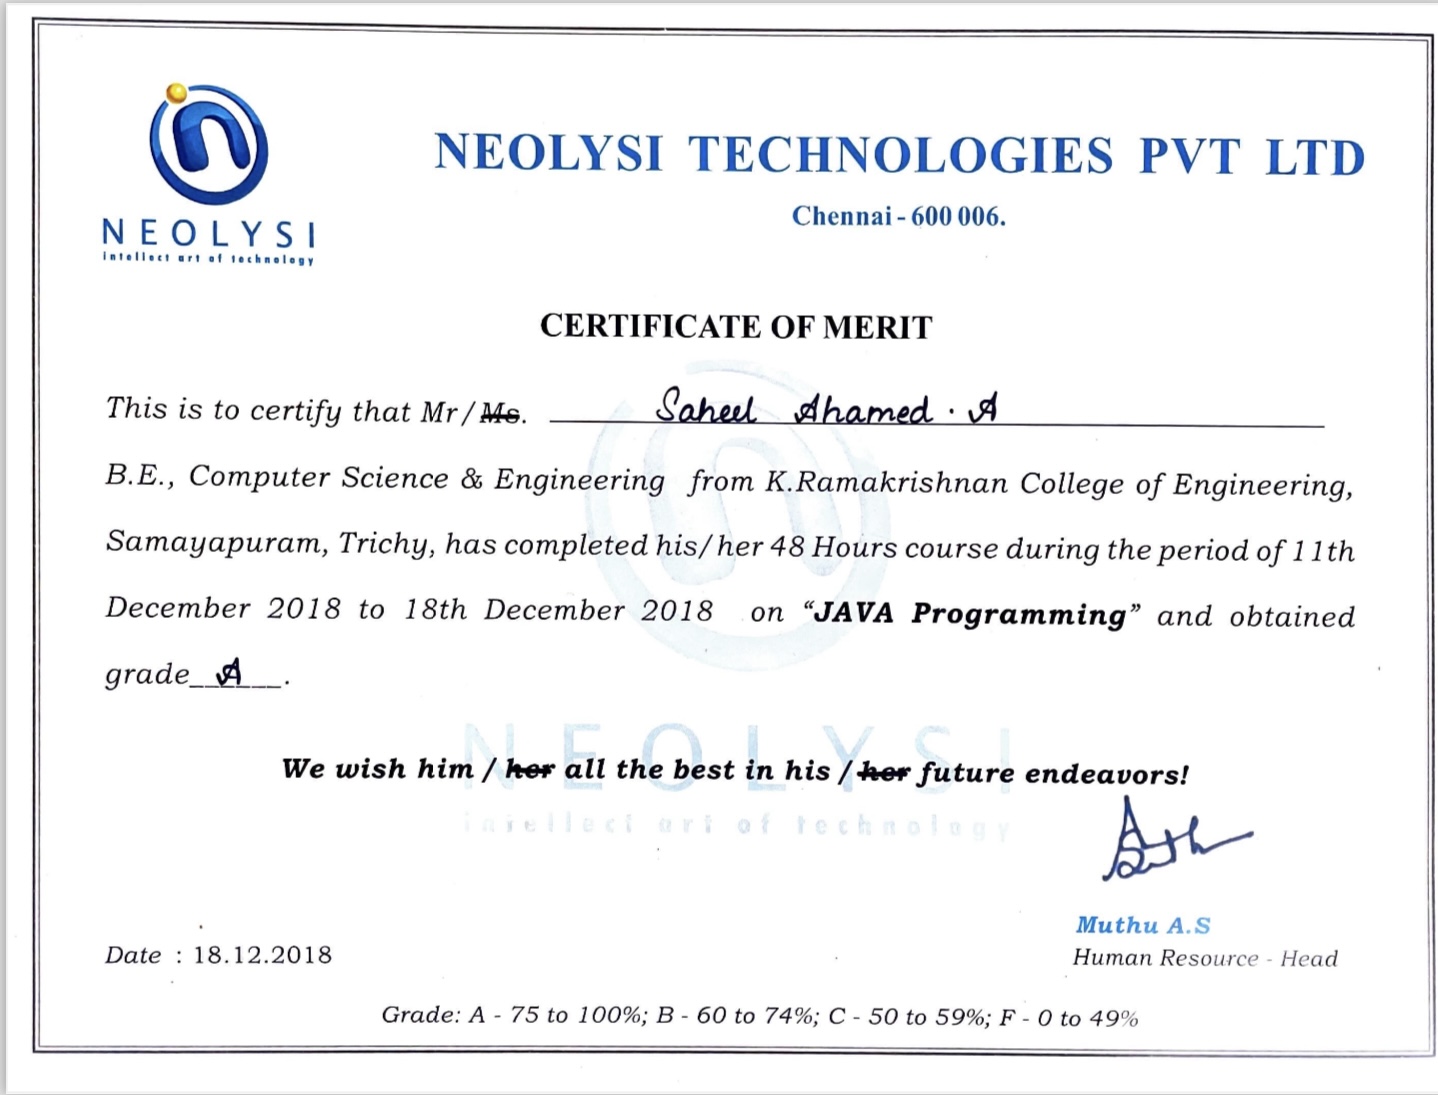 NEOLYSI
intellect art of technology
NEOLYSI TECHNOLOGIES PVT LTD
Chennai - 600 006.
CERTIFICATE OF MERIT
This is to certify that Mr/Ms. Saheel Ahamed . A
B.E., Computer Science & Engineering from K.Ramakrishnan College of Engineering,
Samayapuram, Trichy, has completed his/her 48 Hours course during the period of 11th
December 2018 to 18th December 2018 on “JAVA Programming” and obtained
grade__A___.
NEOLYSI
We wish him / her all the best in his / her future endeavors!
intellect art of technology
Muthu A.S
Date : 18.12.2018
Human Resource - Head
Grade: A - 75 to 100%; B - 60 to 74%; C - 50 to 59%; F - 0 to 49%